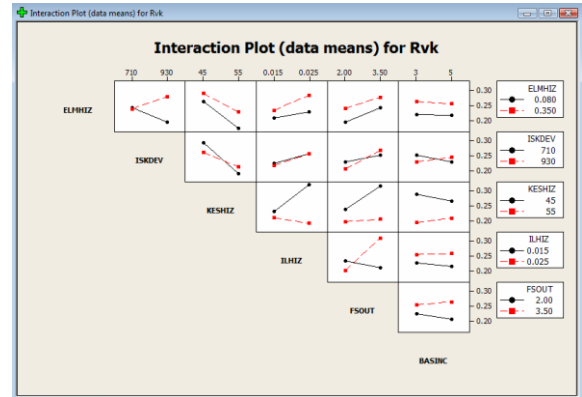 Interaction Plot (data means) for Rvk
Interaction Plot (data means) for Rvk
710 930 45 55 0.015 0.025 2.00 3.50 3 5
ELMHIZ
0.30
0.25
0.20
ELMHIZ
0.080
0.350
ISKDEV
0.30
0.25
0.20
ISKDEV
710
930
KESHIZ
0.30
0.25
0.20
KESHIZ
45
55
ILHIZ
0.30
0.25
0.20
ILHIZ
0.015
0.025
FSOUT
0.30
0.25
0.20
FSOUT
2.00
3.50
BASINC